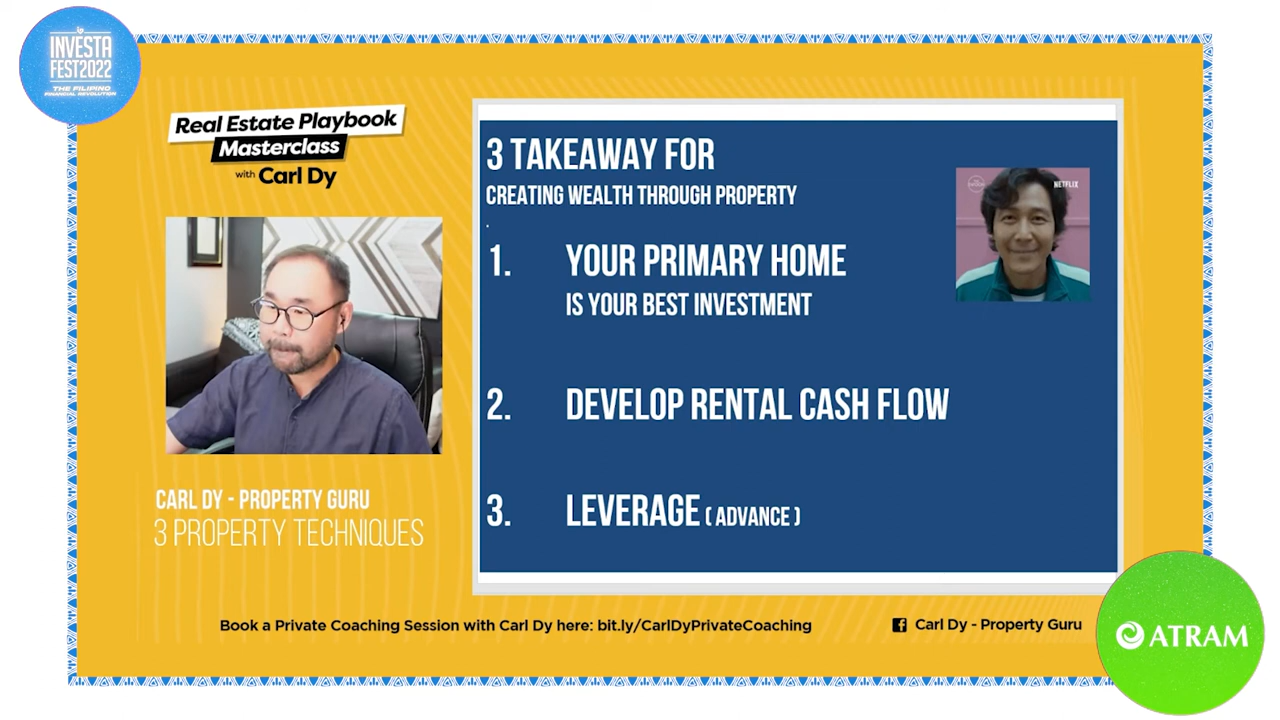 INVESTA
FEST2022
THE FILIPINO
FINANCIAL REVOLUTION
Real Estate Playbook
Masterclass
with Carl Dy
CARL DY - PROPERTY GURU
3 PROPERTY TECHNIQUES
3 TAKEAWAY FOR
CREATING WEALTH THROUGH PROPERTY
.
NETFLIX
1. YOUR PRIMARY HOME
IS YOUR BEST INVESTMENT
2. DEVELOP RENTAL CASH FLOW
3. LEVERAGE ( ADVANCE )
Book a Private Coaching Session with Carl Dy here: bit.ly/CarlDyPrivateCoaching
Carl Dy - Property Guru
ATRAM